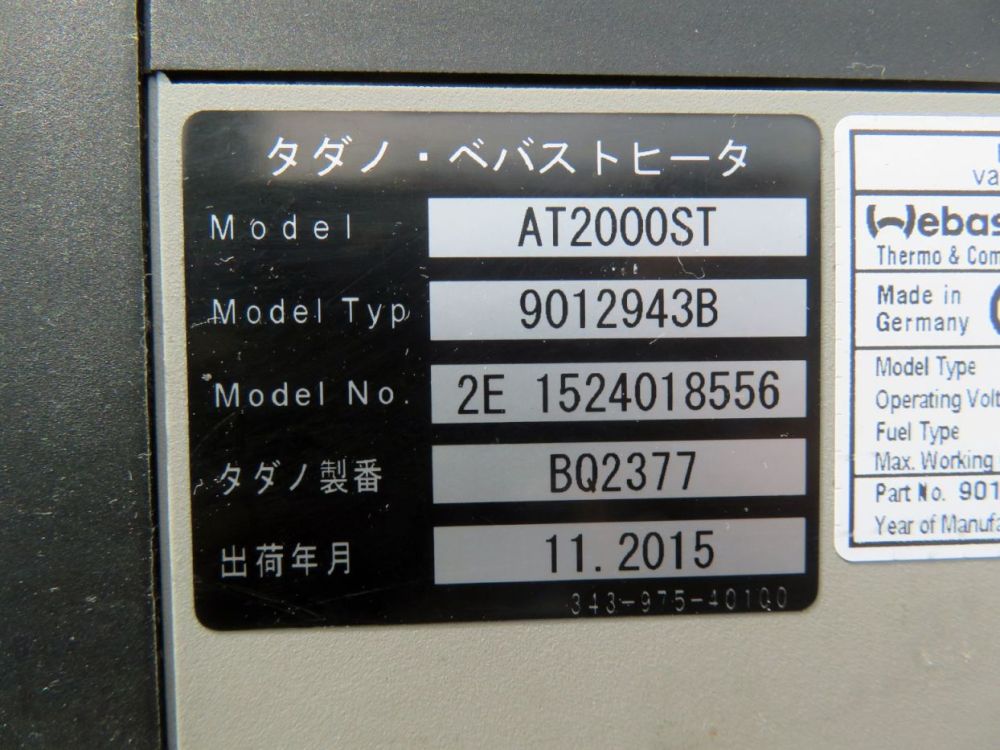 タダノ・ベバストヒータ
Model AT2000ST
Model Typ 9012943B
Model No. 2E 1524018556
タダノ製番 BQ2377
出荷年月 11.2015
343-975-40100
va
Webas
Thermo & Com
Made in
Germany
Model Type
Operating Volt
Fuel Type
Max. Working
Part No. 901
Year of Manufa